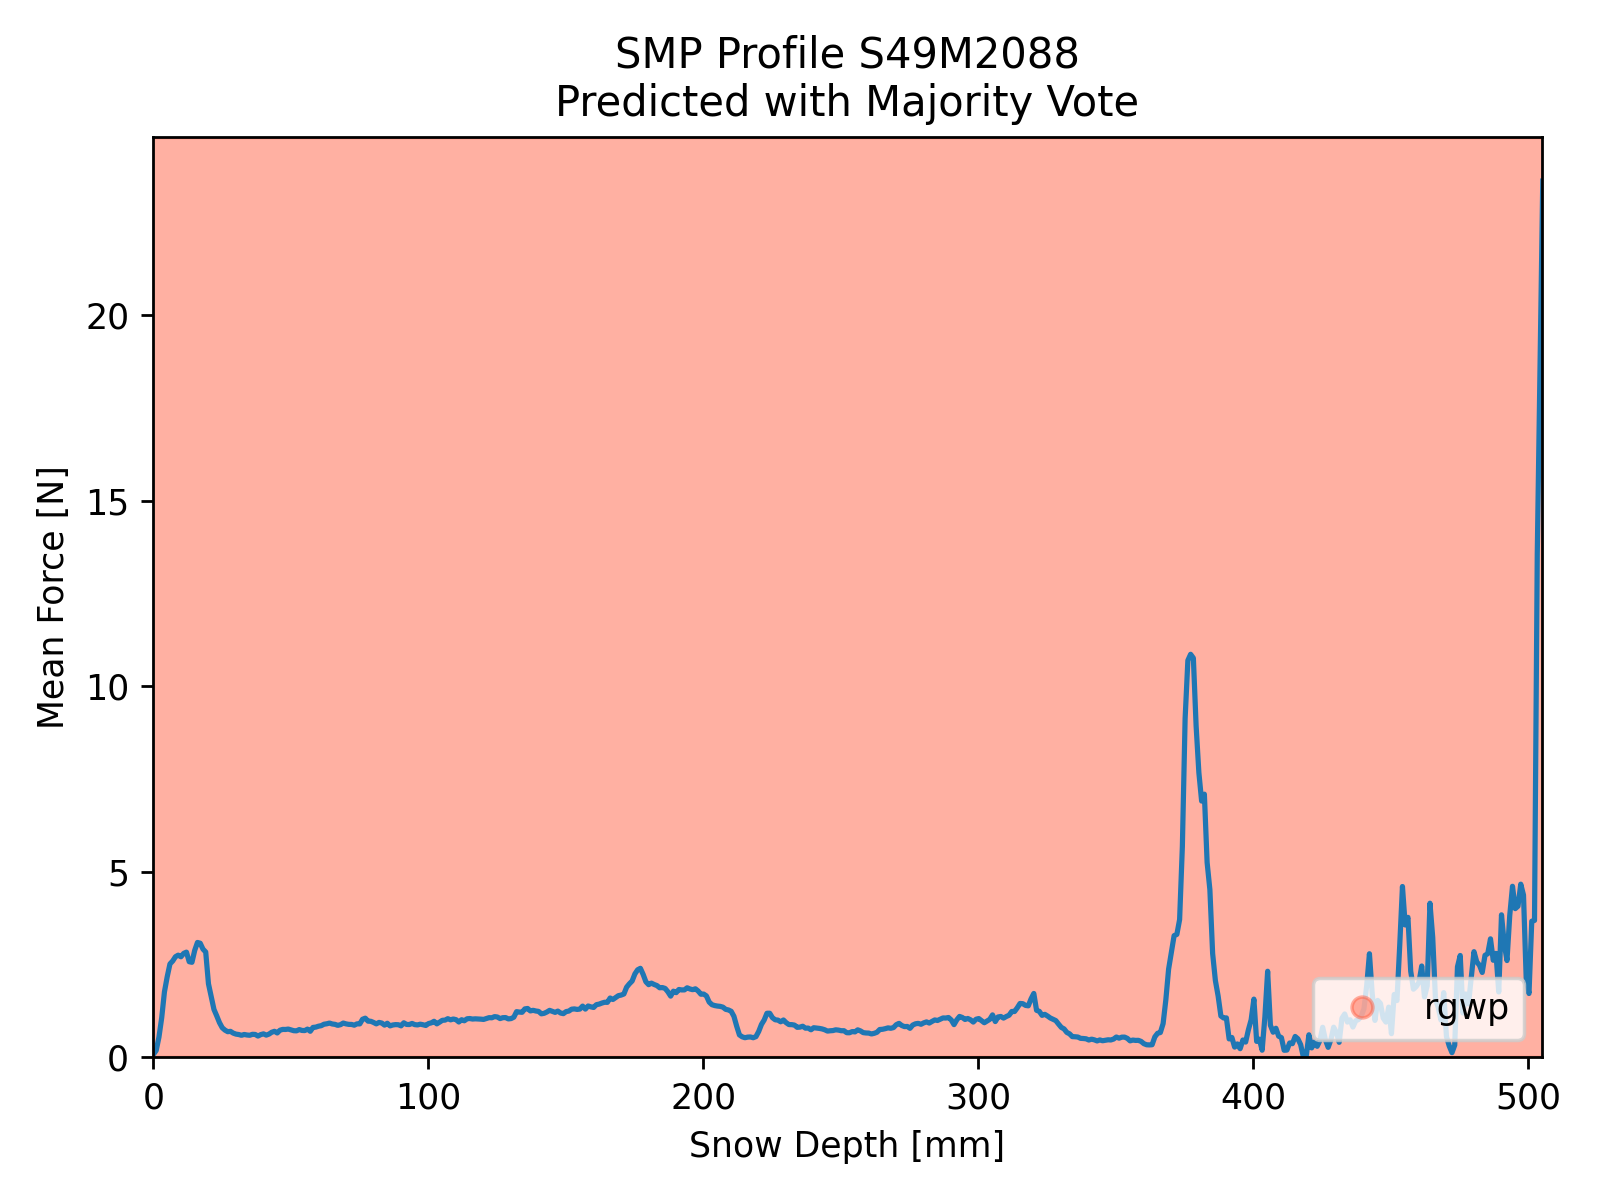 SMP Profile S49M2088
Predicted with Majority Vote
Mean Force [N]
20
15
10
5
0
0 100 200 300 400 500
Snow Depth [mm]
rgwp